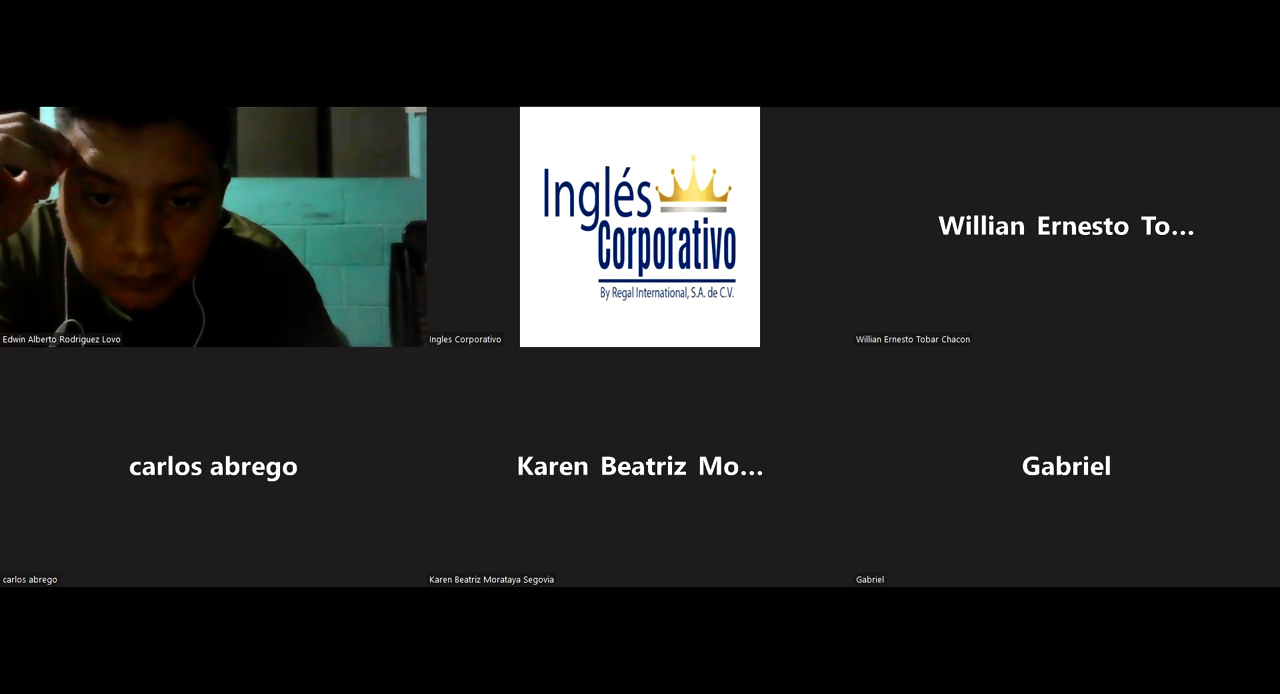 Inglés
Corporativo
By Regal International, S.A. de C.V.
Willian Ernesto To...
Edwin Alberto Rodriguez Lovo
Ingles Corporativo
Willian Ernesto Tobar Chacon
carlos abrego
Karen Beatriz Mo...
Gabriel
carlos abrego
Karen Beatriz Morataya Segovia
Gabriel